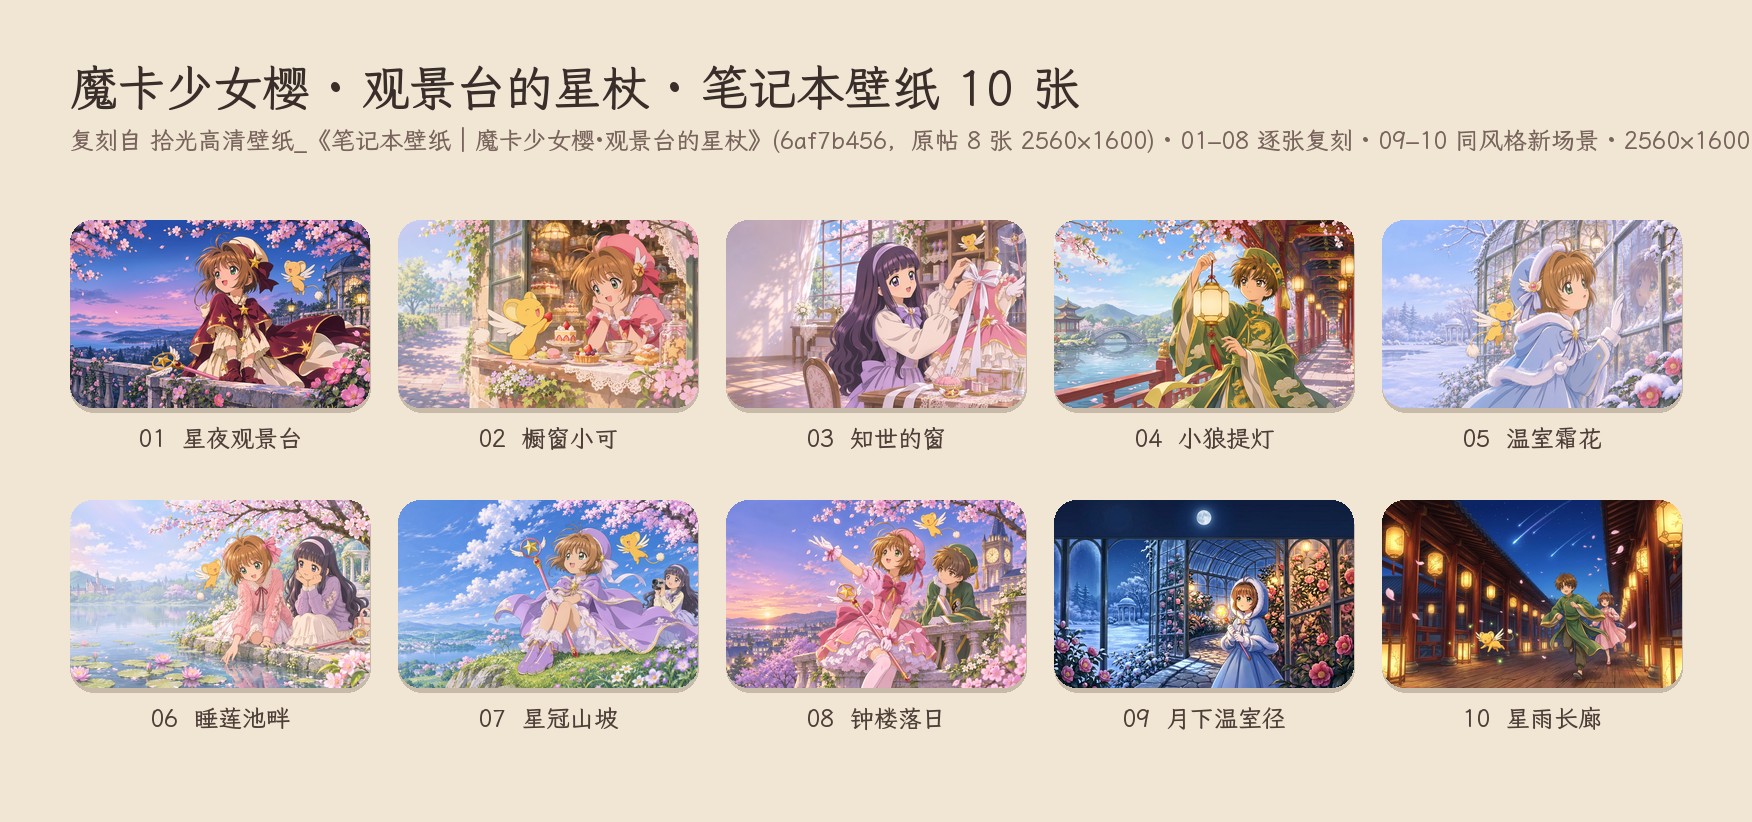 魔卡少女樱・观景台的星杖・笔记本壁纸 10 张
复刻自 拾光高清壁纸_《笔记本壁纸｜魔卡少女樱•观景台的星杖》(6af7b456，原帖 8 张 2560×1600)・01–08 逐张复刻・09–10 同风格新场景・2560×1600
01 星夜观景台
02 橱窗小可
03 知世的窗
04 小狼提灯
05 温室霜花
06 睡莲池畔
07 星冠山坡
08 钟楼落日
09 月下温室径
10 星雨长廊